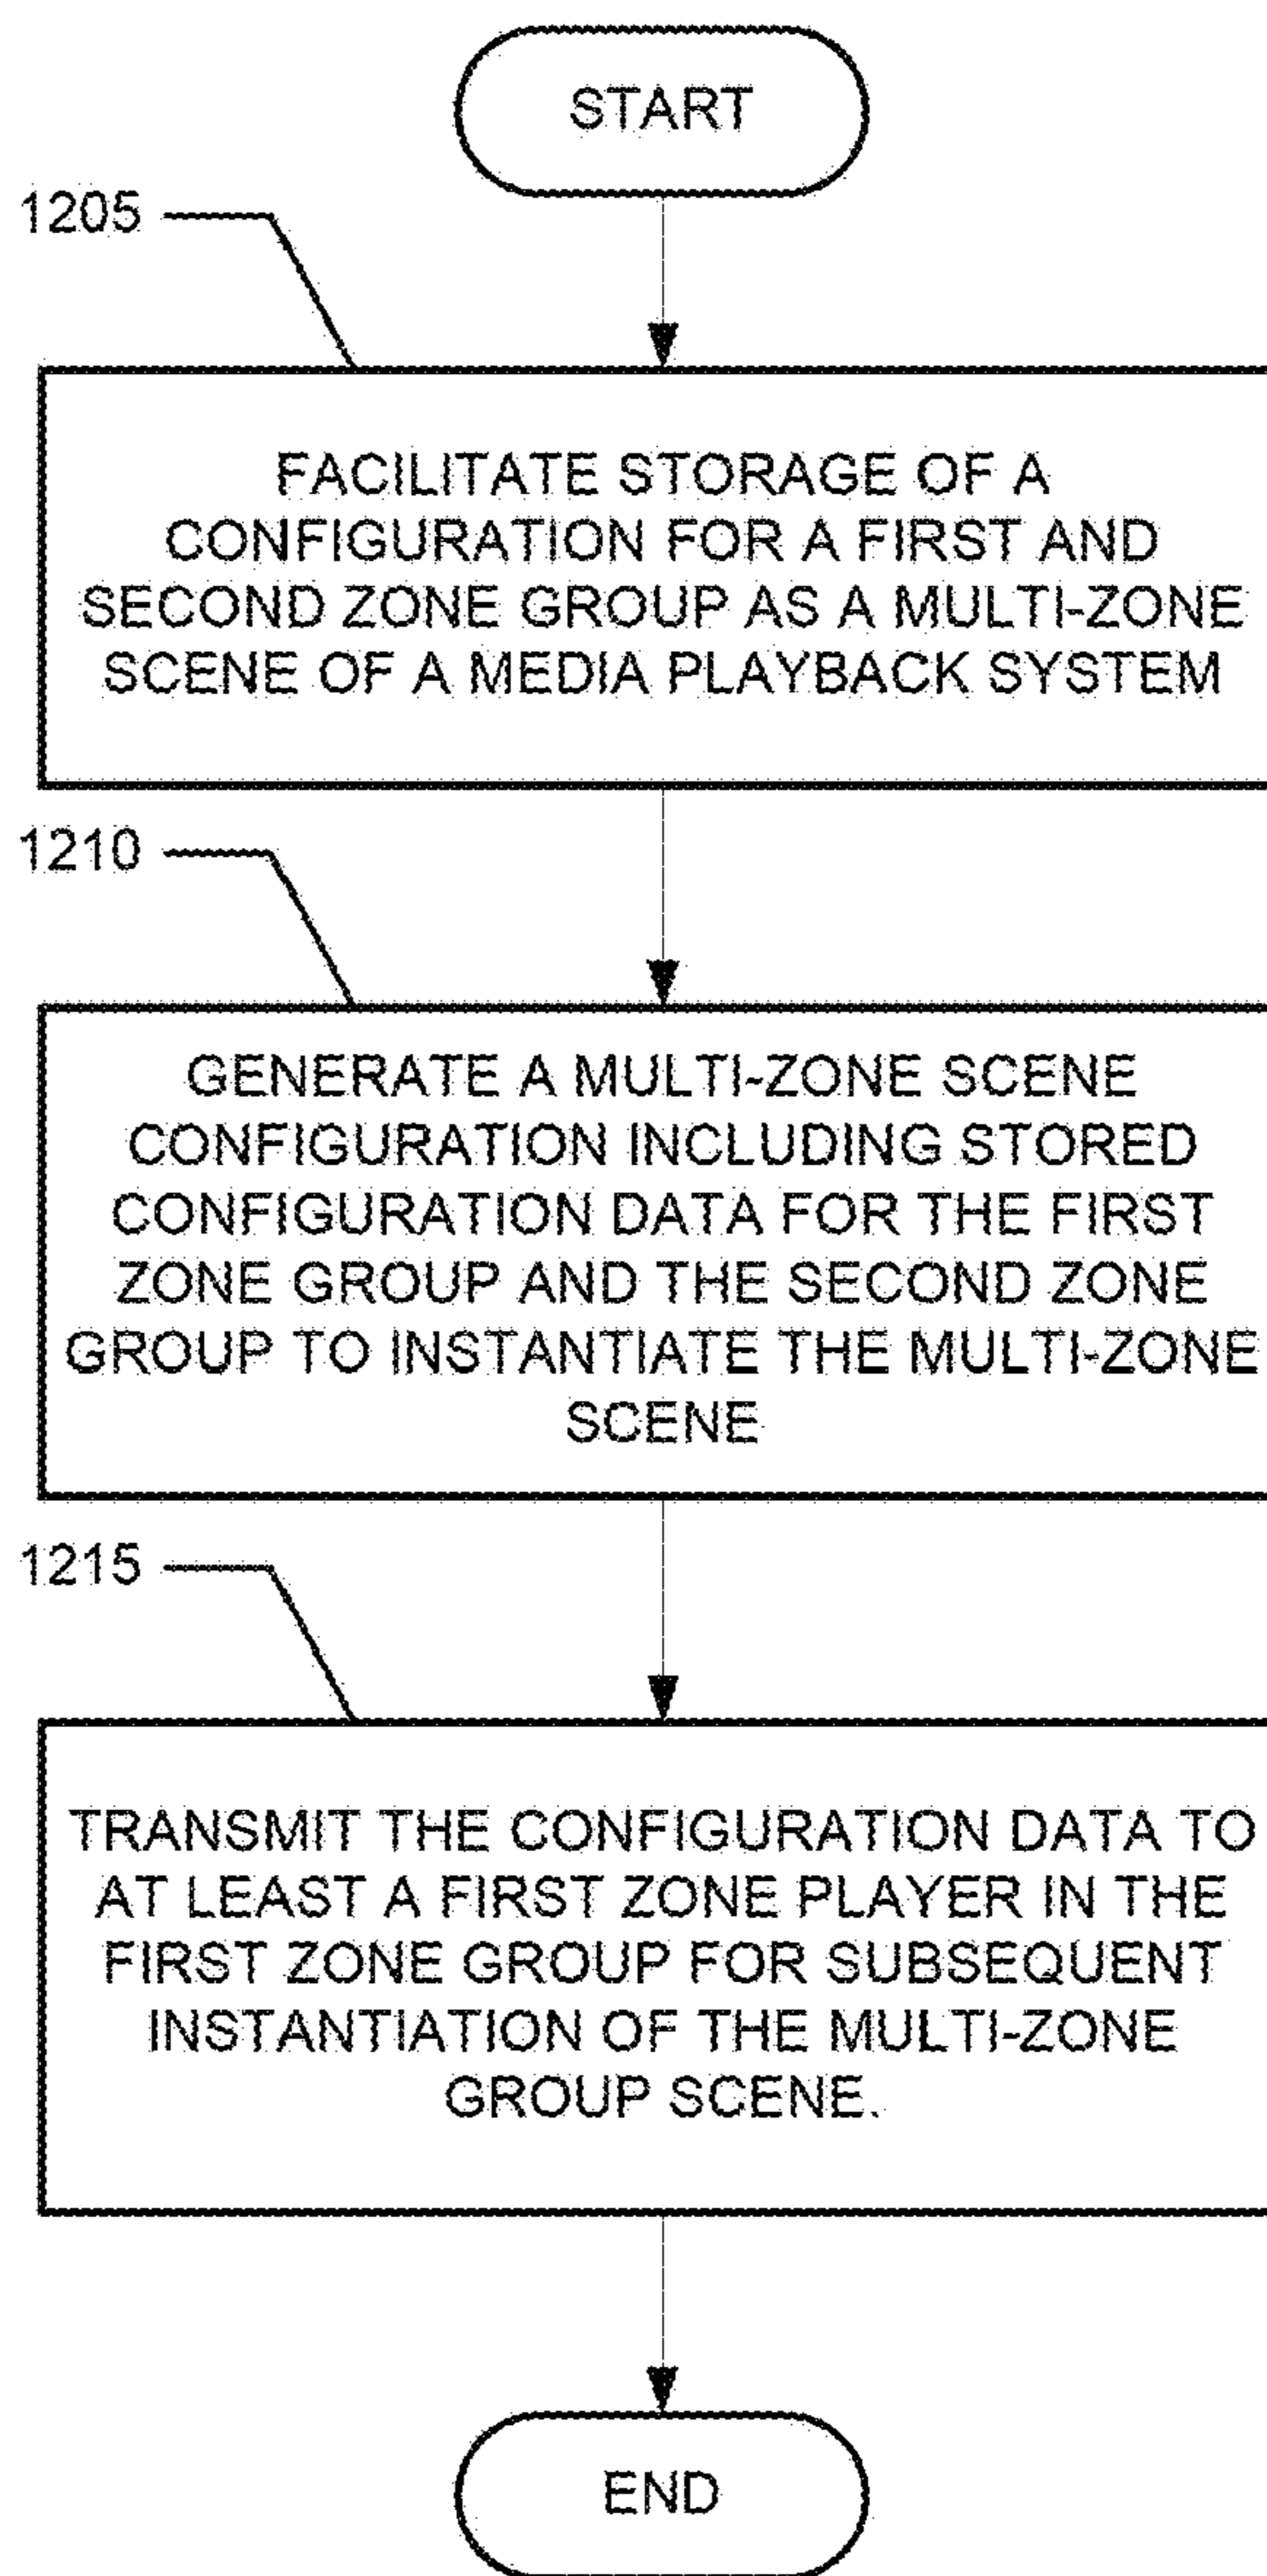 START
1205
FACILITATE STORAGE OF A
CONFIGURATION FOR A FIRST AND
SECOND ZONE GROUP AS A MULTI-ZONE
SCENE OF A MEDIA PLAYBACK SYSTEM
1210
GENERATE A MULTI-ZONE SCENE
CONFIGURATION INCLUDING STORED
CONFIGURATION DATA FOR THE FIRST
ZONE GROUP AND THE SECOND ZONE
GROUP TO INSTANTIATE THE MULTI-ZONE
SCENE
1215
TRANSMIT THE CONFIGURATION DATA TO
AT LEAST A FIRST ZONE PLAYER IN THE
FIRST ZONE GROUP FOR SUBSEQUENT
INSTANTIATION OF THE MULTI-ZONE
GROUP SCENE.
END